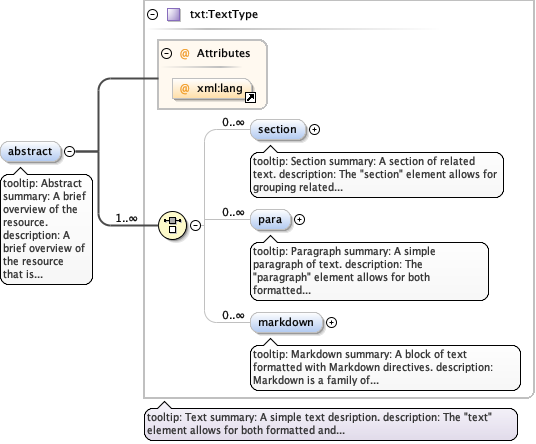 txt:TextType
@ Attributes
@ xml:lang
abstract
tooltip: Abstract
summary: A brief
overview of the
resource.
description: A
brief overview of
the resource
that is...
1..∞
0..∞
section
tooltip: Section summary: A section of related
text. description: The "section" element allows for
grouping related...
0..∞
para
tooltip: Paragraph summary: A simple
paragraph of text. description: The
"paragraph" element allows for both
formatted...
0..∞
markdown
tooltip: Markdown summary: A block of text
formatted with Markdown directives. description:
Markdown is a family of...
tooltip: Text summary: A simple text desription. description: The "text"
element allows for both formatted and...